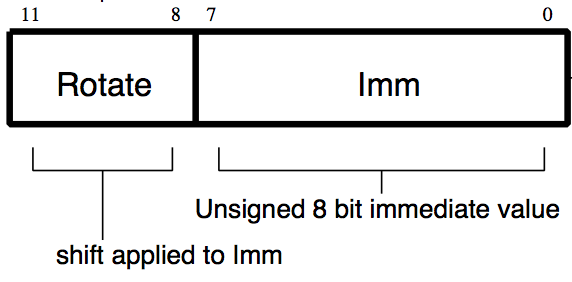 11 8 7 0
Rotate Imm
Unsigned 8 bit immediate value
shift applied to Imm